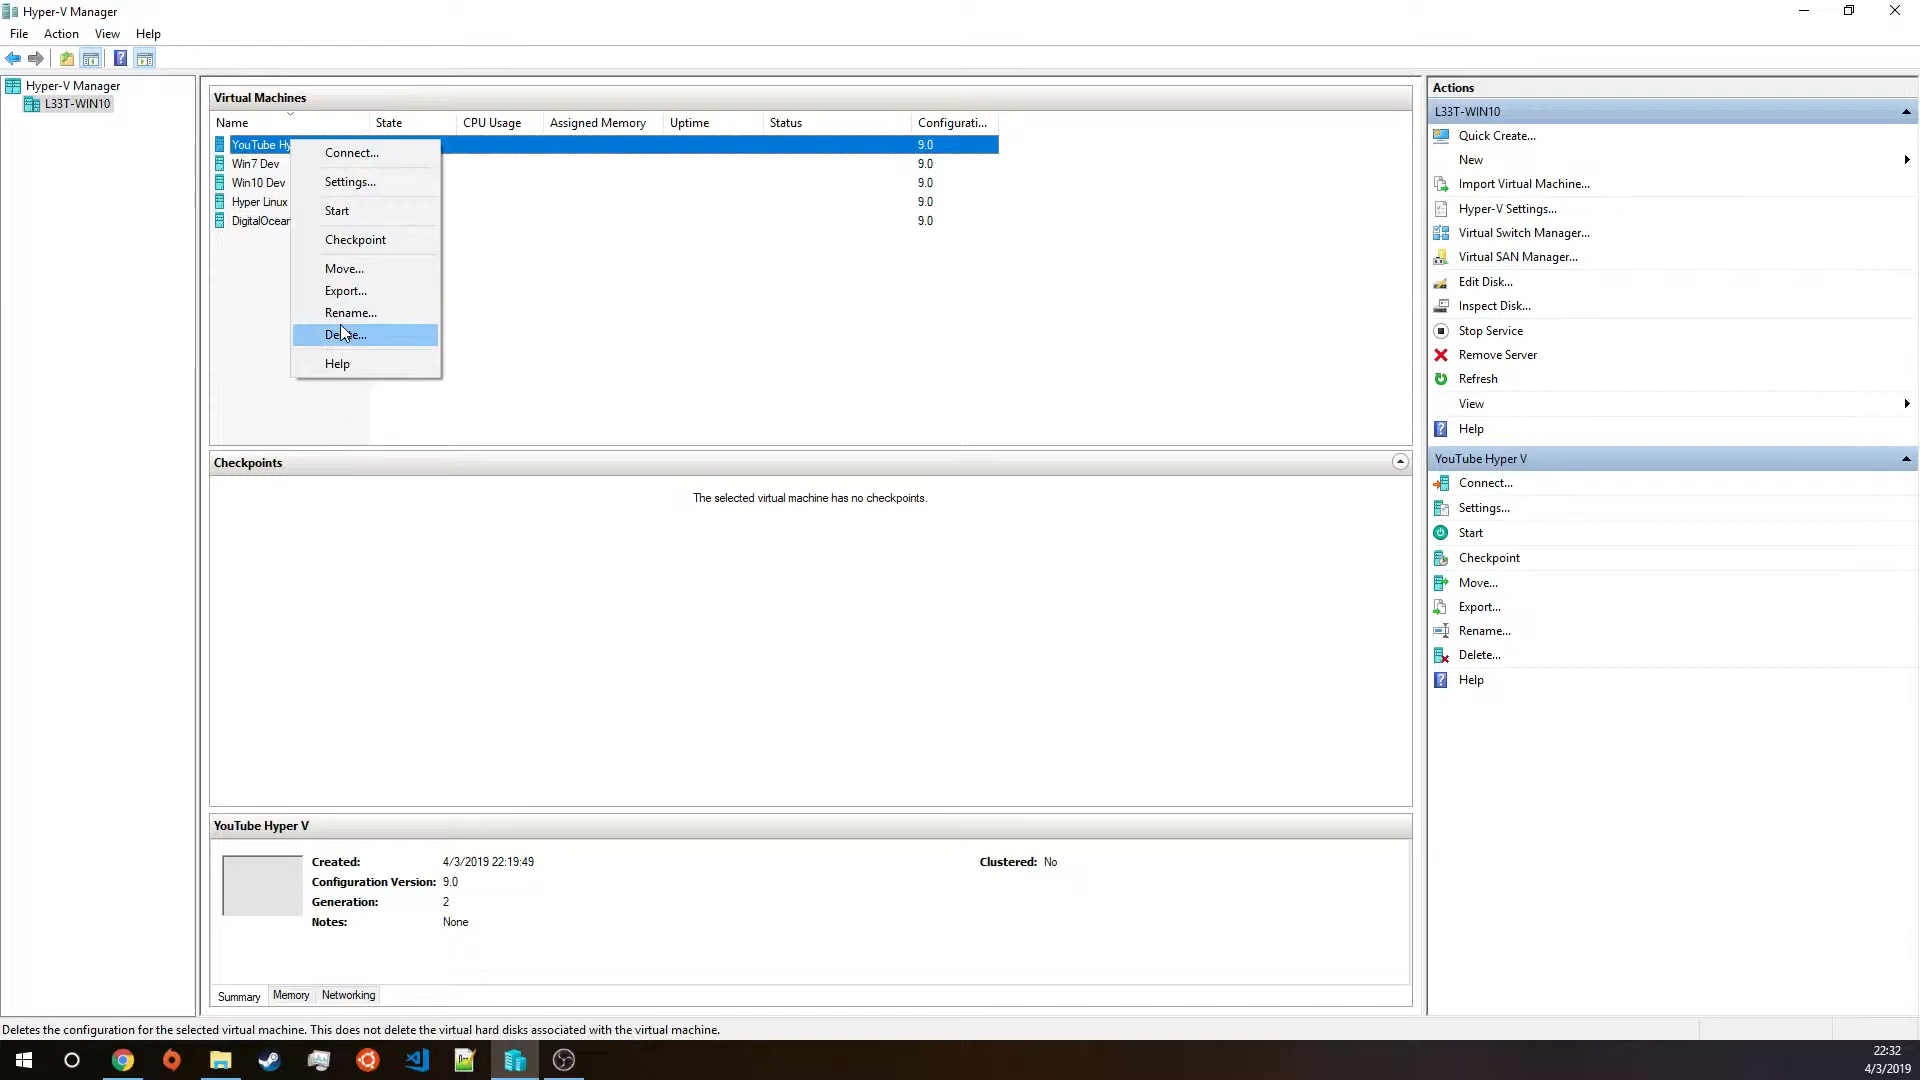 Hyper-V Manager
File Action View Help
Hyper-V Manager
L33T-WIN10
Virtual Machines
Name State CPU Usage Assigned Memory Uptime Status Configurati...
YouTube Hy 9.0
Win7 Dev 9.0
Win10 Dev 9.0
Hyper Linux 9.0
DigitalOcean 9.0
Connect...
Settings...
Start
Checkpoint
Move...
Export...
Rename...
Help
Checkpoints
The selected virtual machine has no checkpoints.
YouTube Hyper V
Created: 4/3/2019 22:19:49 Clustered: No
Configuration Version: 9.0
Generation: 2
Notes: None
Summary Memory Networking
Actions
L33T-WIN10
Quick Create...
New
Import Virtual Machine...
Hyper-V Settings...
Virtual Switch Manager...
Virtual SAN Manager...
Edit Disk...
Inspect Disk...
Stop Service
Remove Server
Refresh
View
Help
YouTube Hyper V
Connect...
Settings...
Start
Checkpoint
Move...
Export...
Rename...
Delete...
Help
Deletes the configuration for the selected virtual machine. This does not delete the virtual hard disks associated with the virtual machine.
22:32
4/3/2019